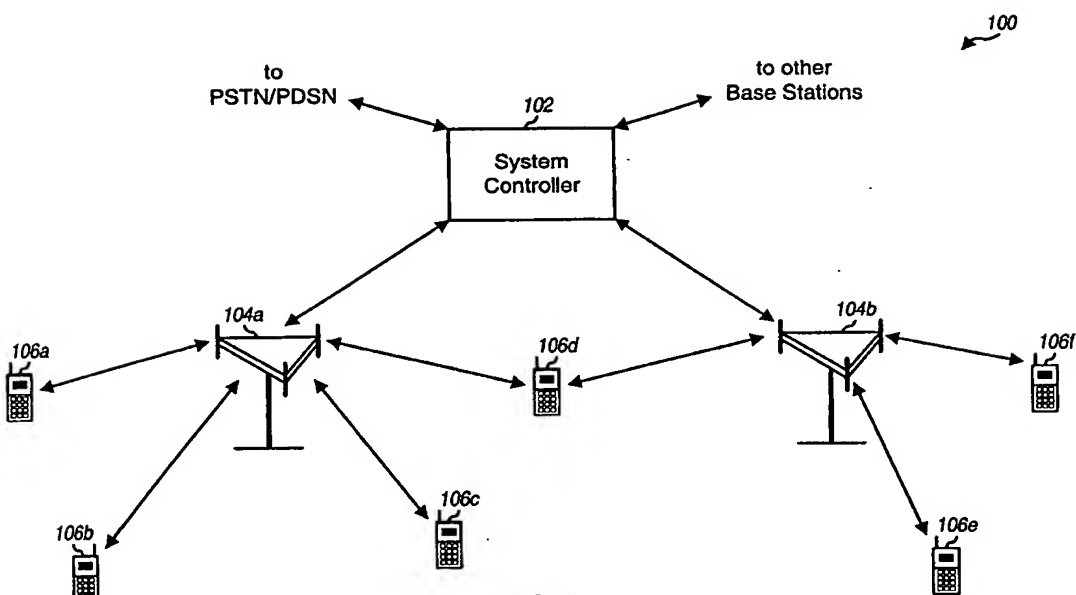 100
to
PSTN/PDSN
to other
Base Stations
102
System
Controller
104a
104b
106a
106d
106f
106c
106b
106e